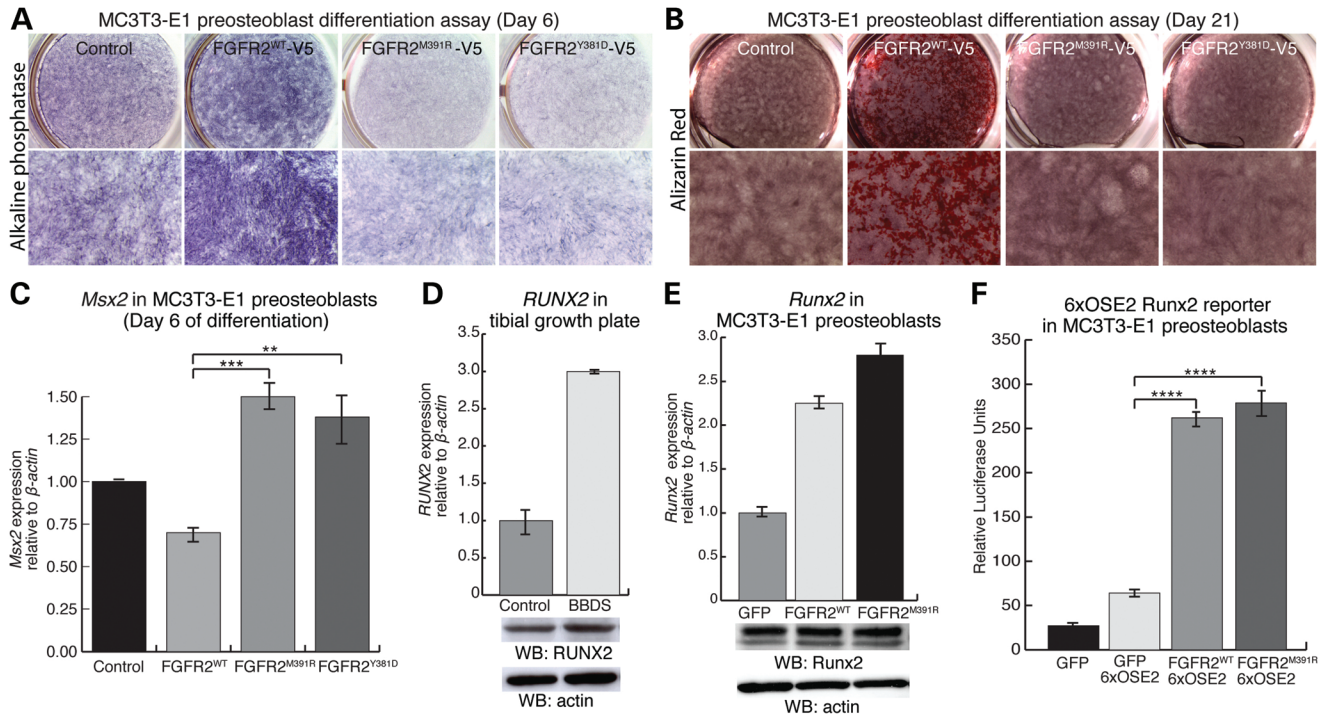 A
MC3T3-E1 preosteoblast differentiation assay (Day 6)
Control
FGFR2WT-V5
FGFR2M391R-V5
FGFR2Y381D-V5
Alkaline phosphatase
B
MC3T3-E1 preosteoblast differentiation assay (Day 21)
Control
FGFR2WT-V5
FGFR2M391R-V5
FGFR2Y381D-V5
Alizarin Red
C
Msx2 in MC3T3-E1 preosteoblasts
(Day 6 of differentiation)
Msx2 expression
relative to β-actin
1.50
1.25
1.00
0.75
0.50
0.25
0.00
***
**
Control
FGFR2WT
FGFR2M391R
FGFR2Y381D
D
RUNX2 in
tibial growth plate
RUNX2 expression
relative to β-actin
3.5
3.0
2.5
2.0
1.5
1.0
0.5
0
Control
BBDS
WB: RUNX2
WB: actin
E
Runx2 in
MC3T3-E1 preosteoblasts
Runx2 expression
relative to β-actin
3.0
2.5
2.0
1.5
1.0
0.5
0
GFP
FGFR2WT
FGFR2M391R
WB: Runx2
WB: actin
F
6xOSE2 Runx2 reporter
in MC3T3-E1 preosteoblasts
Relative Luciferase Units
350
300
250
200
150
100
50
0
****
****
GFP
GFP
6xOSE2
FGFR2WT
6xOSE2
FGFR2M391R
6xOSE2